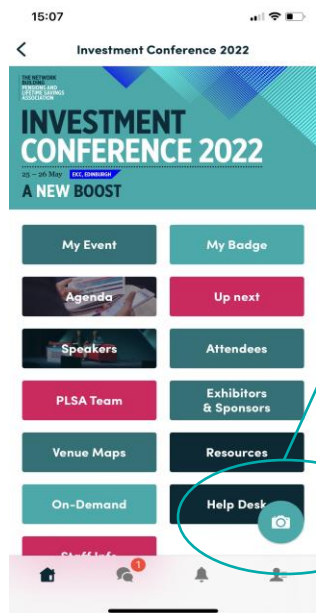 15:07
Investment Conference 2022
THE NETWORK
BUILDING
PENSIONS AND
LIFETIME SAVINGS
ASSOCIATION
INVESTMENT
CONFERENCE 2022
25 – 26 May EICC, EDINBURGH
A NEW BOOST
My Event
My Badge
Agenda
Up next
Speakers
Attendees
PLSA Team
Exhibitors
& Sponsors
Venue Maps
Resources
On-Demand
Help Desk
Staff Info
1